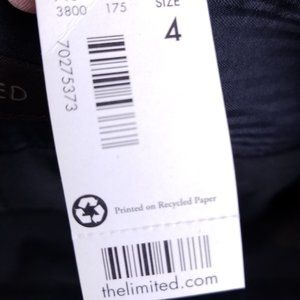 3800 175 SIZE
4
70275373
ED
Printed on Recycled Paper
thelimited.com